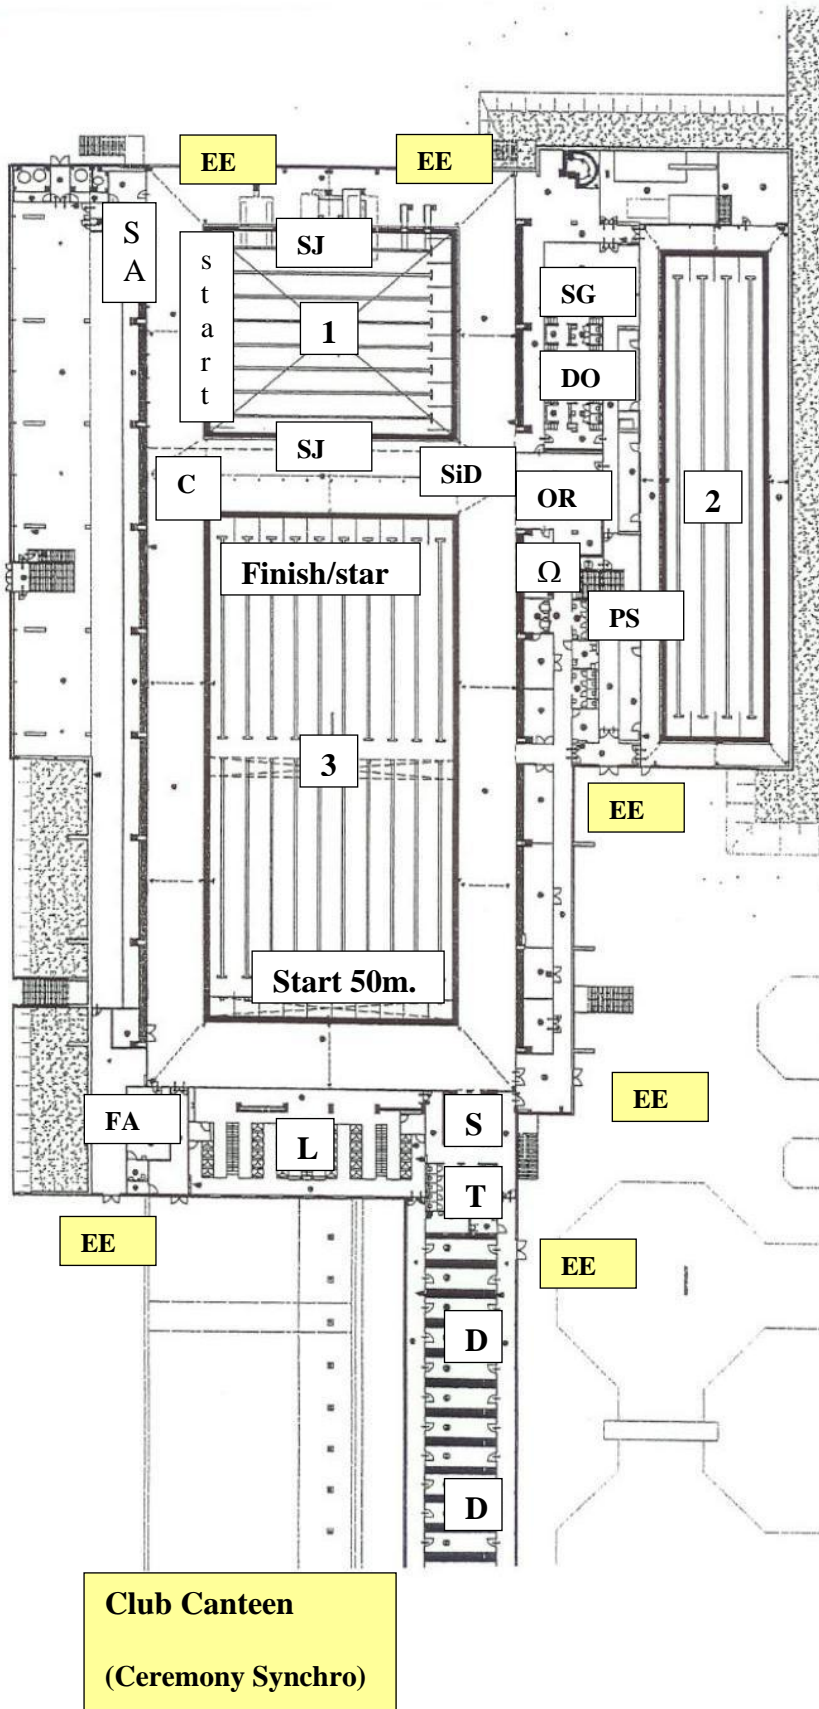 EE
EE
S
A
s
t
a
r
t
SJ
SG
1
DO
SJ
C
SiD
OR
2
Finish/star
Ω
PS
3
EE
Start 50m.
EE
FA
S
L
T
EE
EE
D
D
Club Canteen
(Ceremony Synchro)